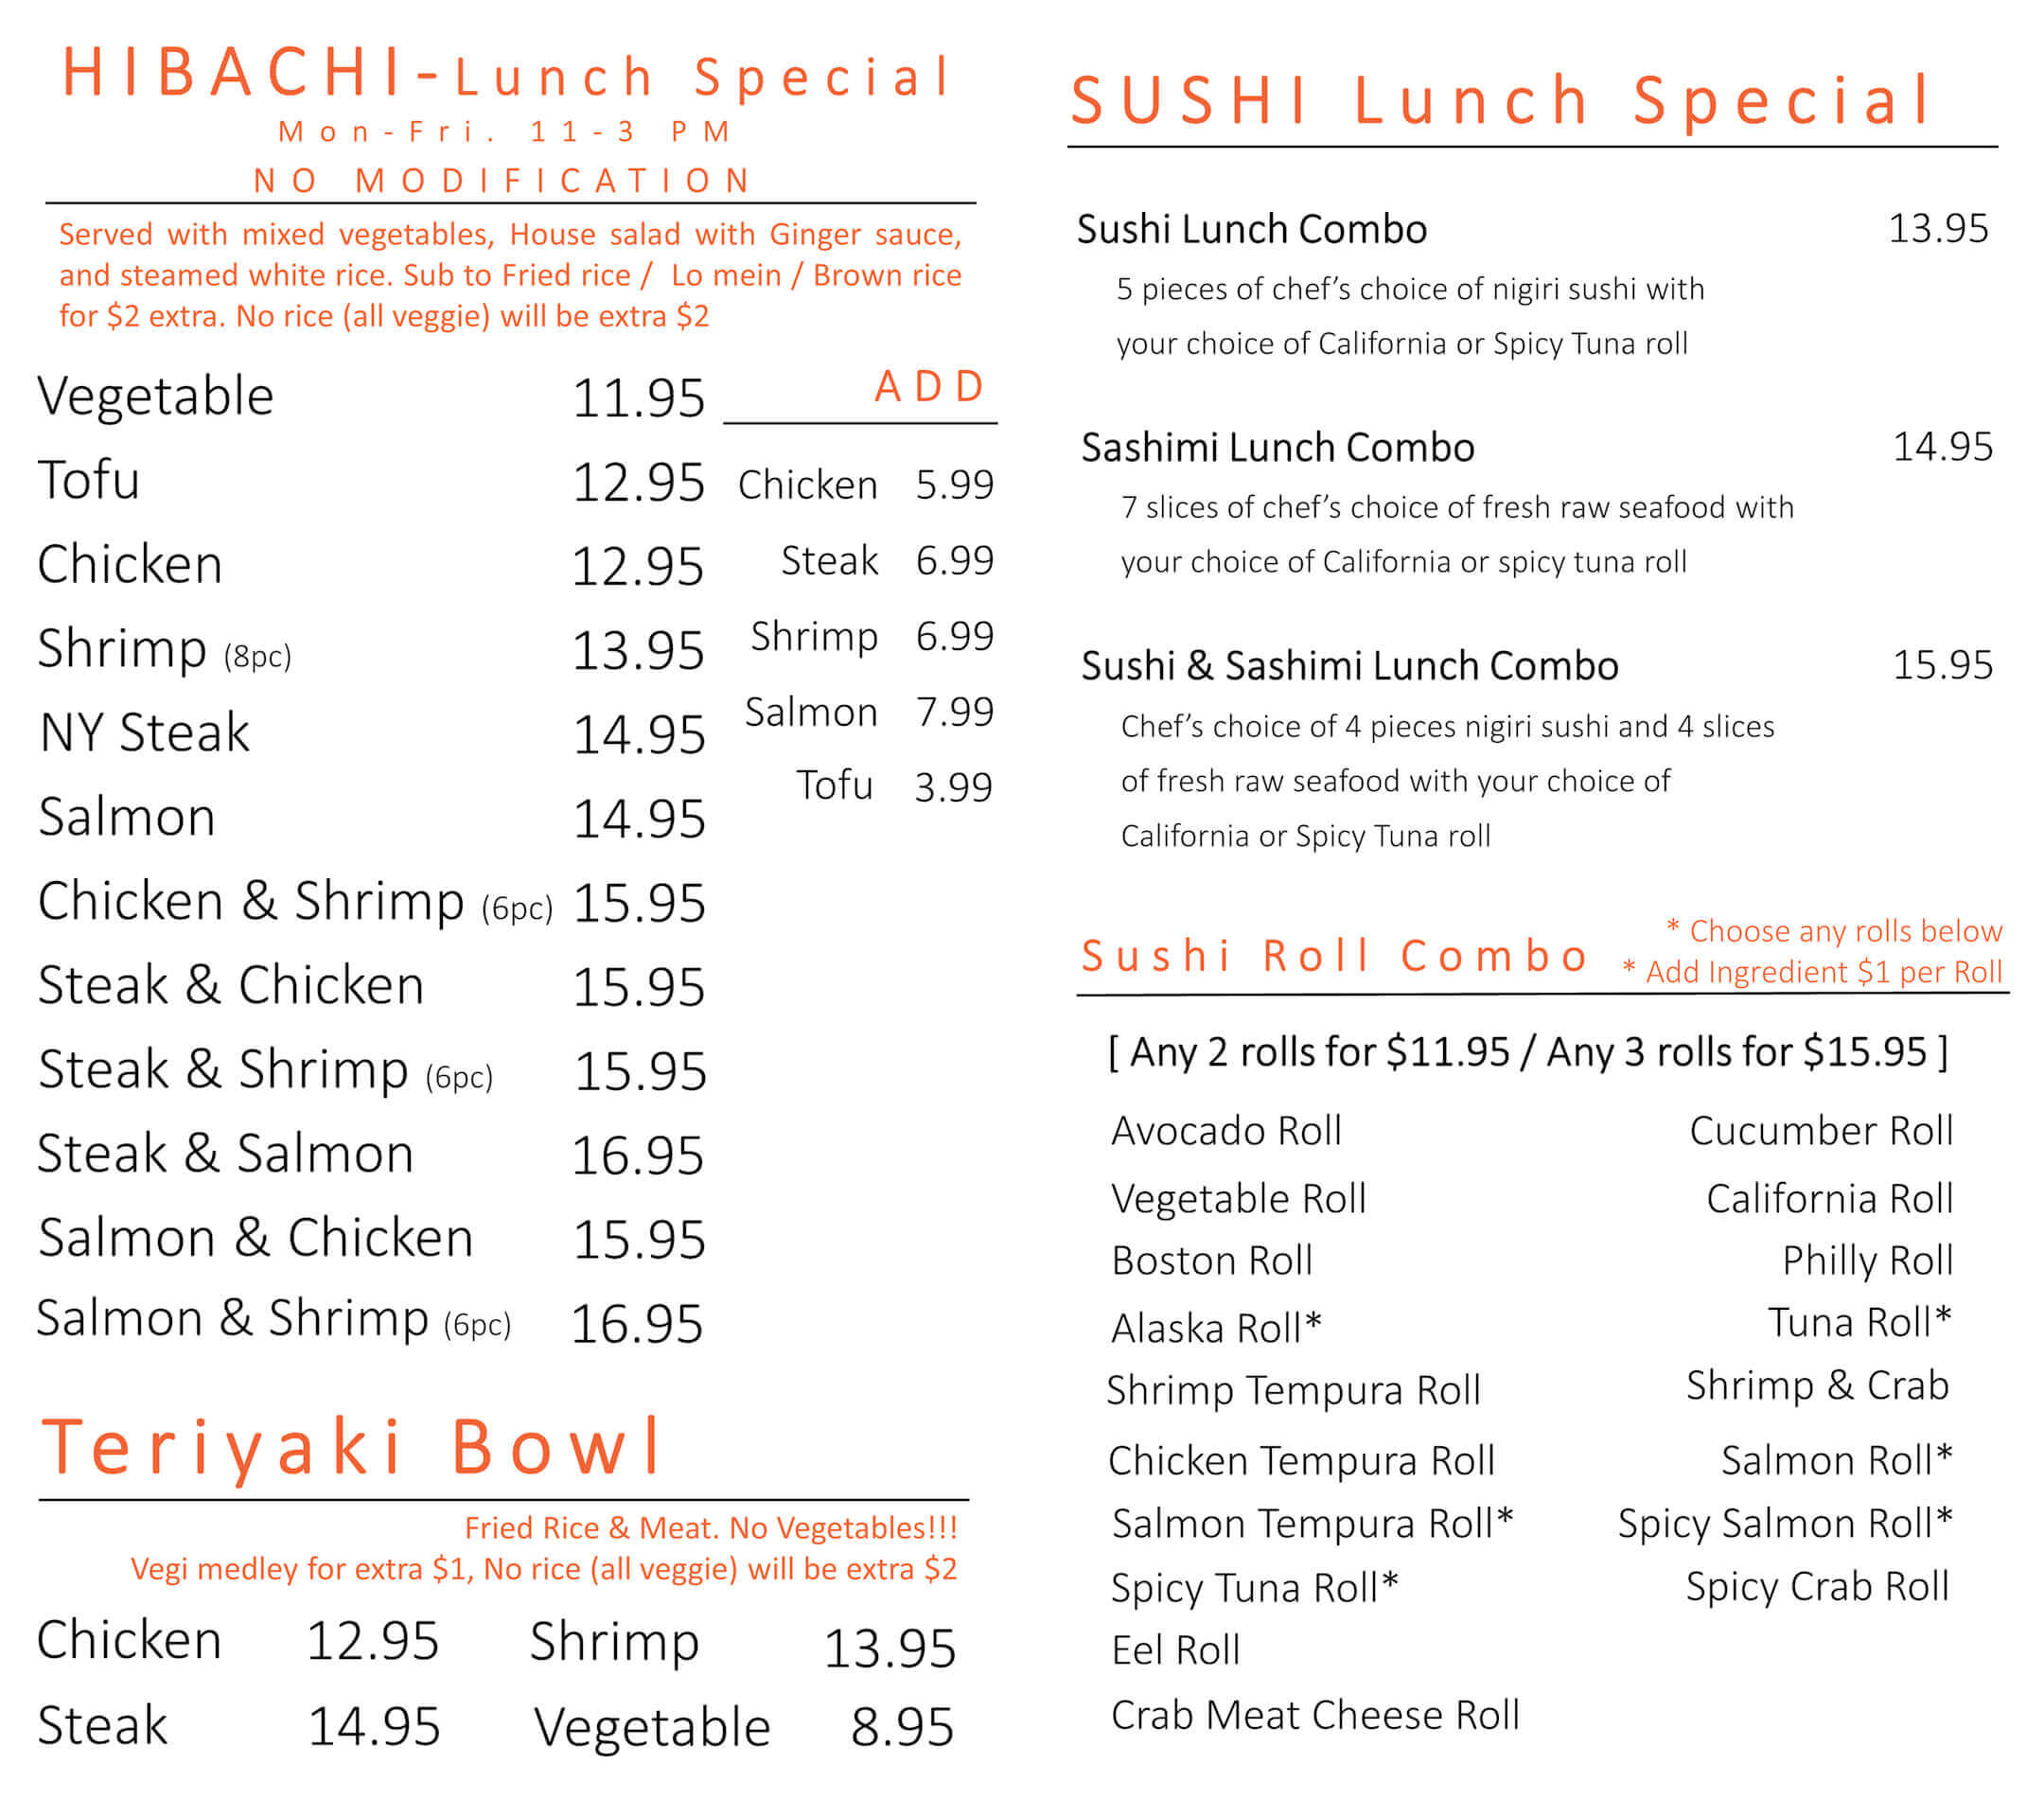 HIBACHI-Lunch Special
Mon-Fri. 11-3 PM
NO MODIFICATION
Served with mixed vegetables, House salad with Ginger sauce,
and steamed white rice. Sub to Fried rice / Lo mein / Brown rice
for $2 extra. No rice (all veggie) will be extra $2
Vegetable 11.95
Tofu 12.95
Chicken 12.95
Shrimp (8pc) 13.95
NY Steak 14.95
Salmon 14.95
Chicken & Shrimp (6pc) 15.95
Steak & Chicken 15.95
Steak & Shrimp (6pc) 15.95
Steak & Salmon 16.95
Salmon & Chicken 15.95
Salmon & Shrimp (6pc) 16.95
ADD
Chicken 5.99
Steak 6.99
Shrimp 6.99
Salmon 7.99
Tofu 3.99
Teriyaki Bowl
Fried Rice & Meat. No Vegetables!!!
Vegi medley for extra $1, No rice (all veggie) will be extra $2
Chicken 12.95 Shrimp 13.95
Steak 14.95 Vegetable 8.95
SUSHI Lunch Special
Sushi Lunch Combo 13.95
5 pieces of chef's choice of nigiri sushi with
your choice of California or Spicy Tuna roll
Sashimi Lunch Combo 14.95
7 slices of chef's choice of fresh raw seafood with
your choice of California or spicy tuna roll
Sushi & Sashimi Lunch Combo 15.95
Chef's choice of 4 pieces nigiri sushi and 4 slices
of fresh raw seafood with your choice of
California or Spicy Tuna roll
Sushi Roll Combo
* Choose any rolls below
* Add Ingredient $1 per Roll
[ Any 2 rolls for $11.95 / Any 3 rolls for $15.95 ]
Avocado Roll Cucumber Roll
Vegetable Roll California Roll
Boston Roll Philly Roll
Alaska Roll* Tuna Roll*
Shrimp Tempura Roll Shrimp & Crab
Chicken Tempura Roll Salmon Roll*
Salmon Tempura Roll* Spicy Salmon Roll*
Spicy Tuna Roll* Spicy Crab Roll
Eel Roll
Crab Meat Cheese Roll